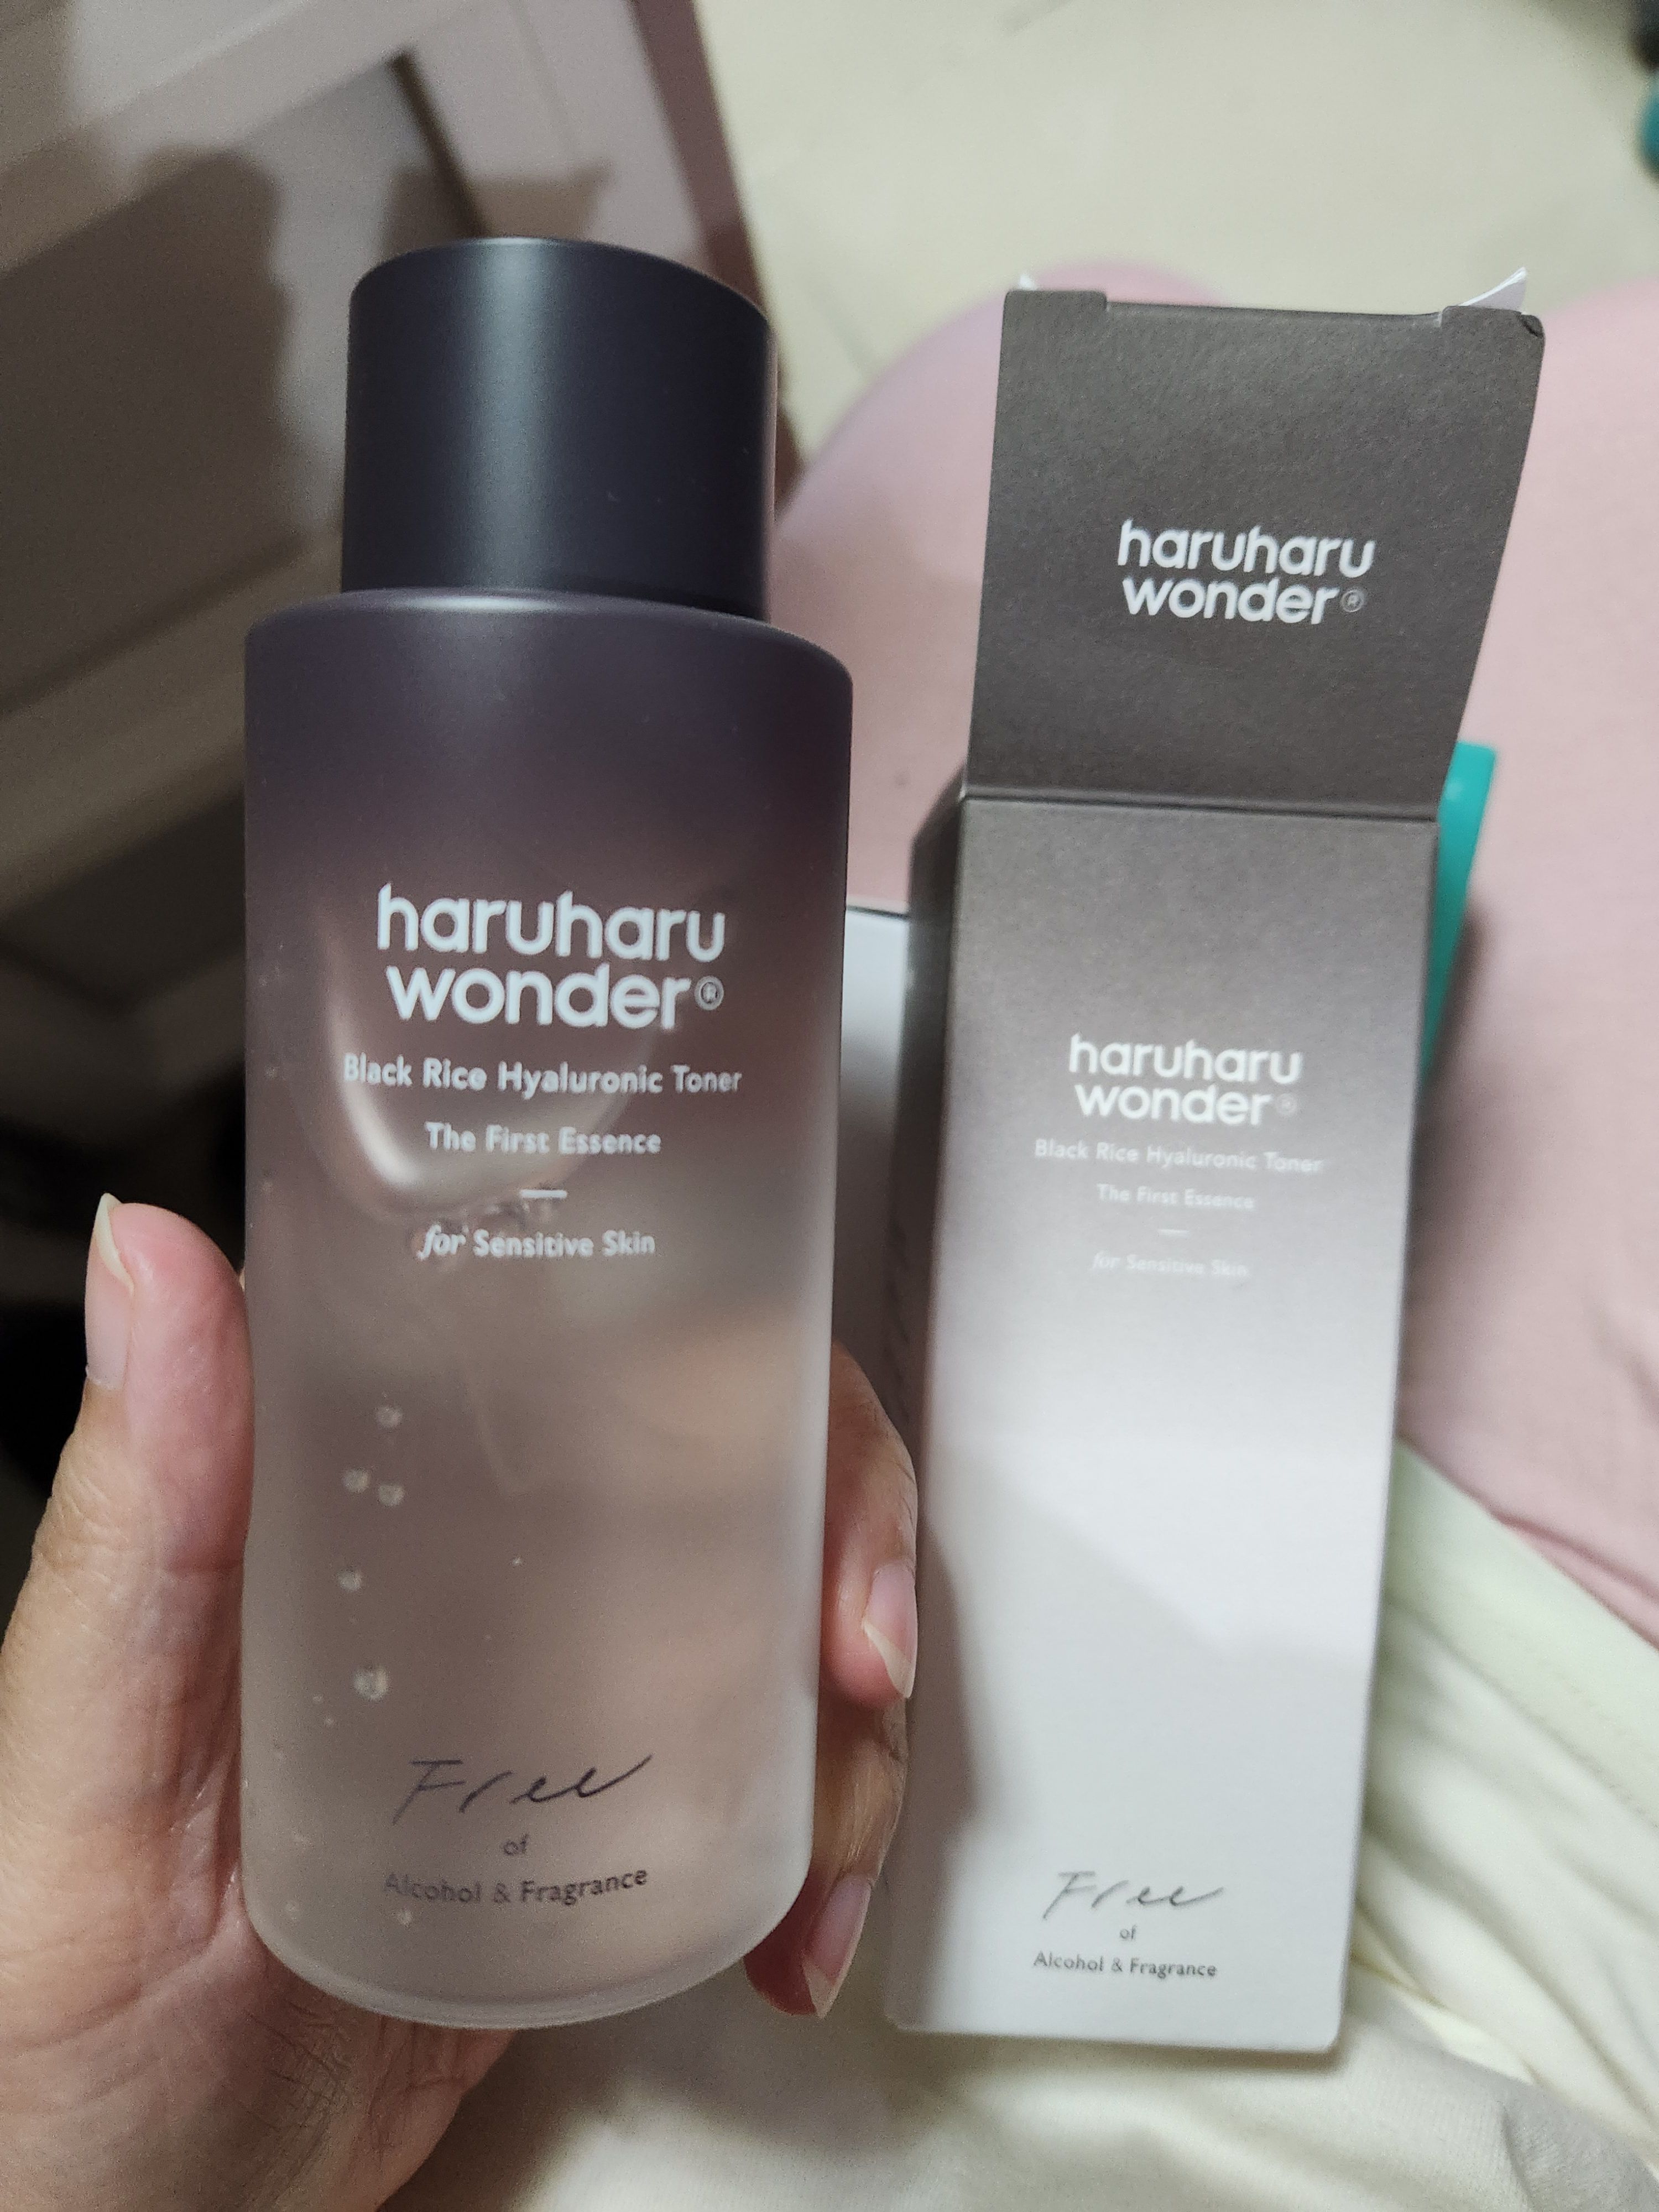 haruharu
wonder®
Black Rice Hyaluronic Toner
The First Essence
for Sensitive Skin
Free
of
Alcohol & Fragrance
haruharu
wonder®
haruharu
wonder®
Black Rice Hyaluronic Toner
The First Essence
for Sensitive Skin
Free
of
Alcohol & Fragrance